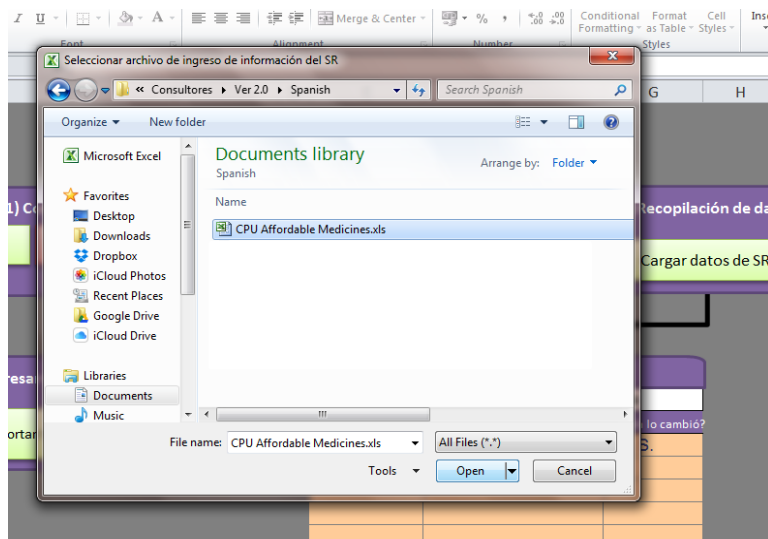 I U A Merge & Center % , .00 .0 Conditional Format Cell
Formatting as Table Styles
Font Alignment Number Styles
Seleccionar archivo de ingreso de información del SR
« Consultores Ver 2.0 Spanish Search Spanish
G H
Organize New folder
Microsoft Excel
Documents library
Spanish
Arrange by: Folder
Favorites
Name
Desktop
CPU Affordable Medicines.xls
Downloads
Dropbox
iCloud Photos
Recent Places
Google Drive
iCloud Drive
Libraries
Documents
Music
Recopilación de da
Cargar datos de SR
lo cambió?
S.
File name: CPU Affordable Medicines.xls All Files (*.*)
Tools Open Cancel